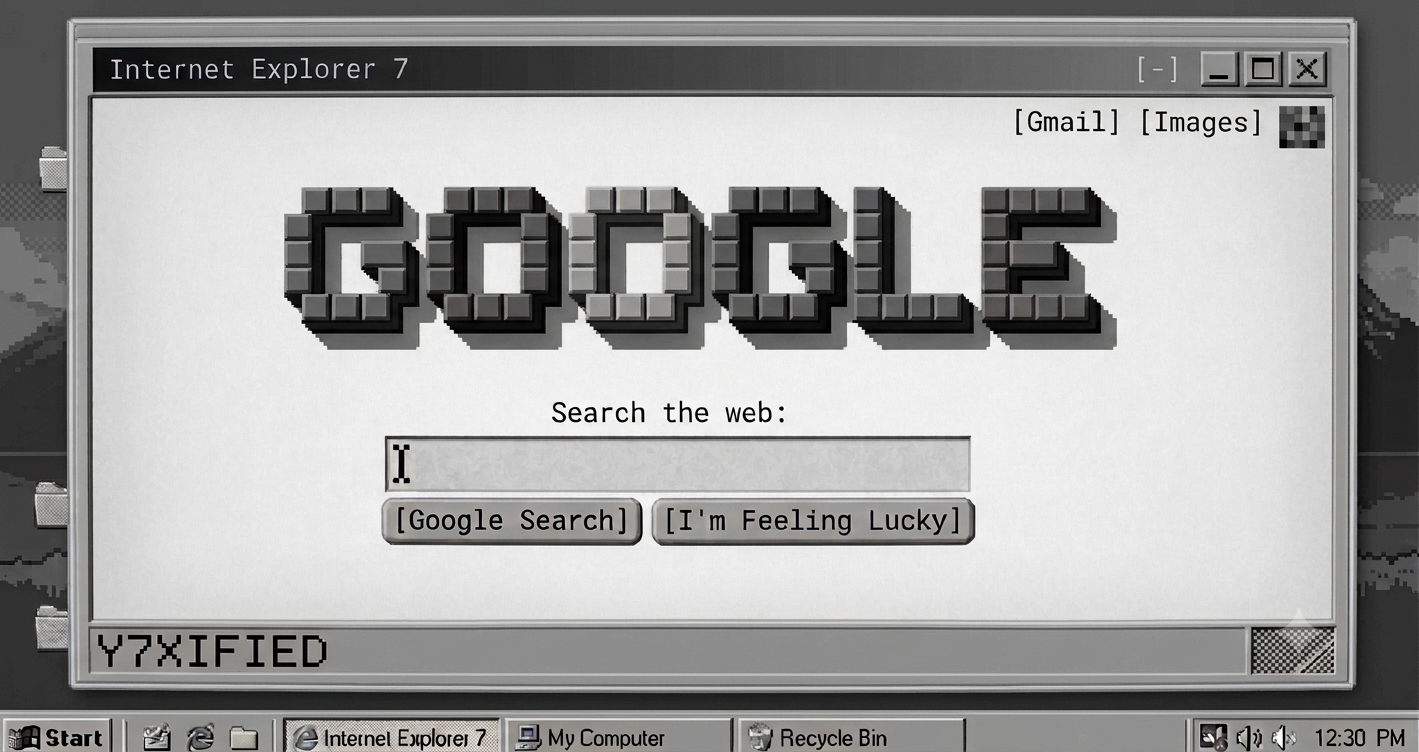 Internet Explorer 7 [-]
[Gmail] [Images]
GOOGLE
Search the web:
[Google Search] [I'm Feeling Lucky]
Y7XIFIED
Start Internet Explorer 7 My Computer Recycle Bin 12:30 PM